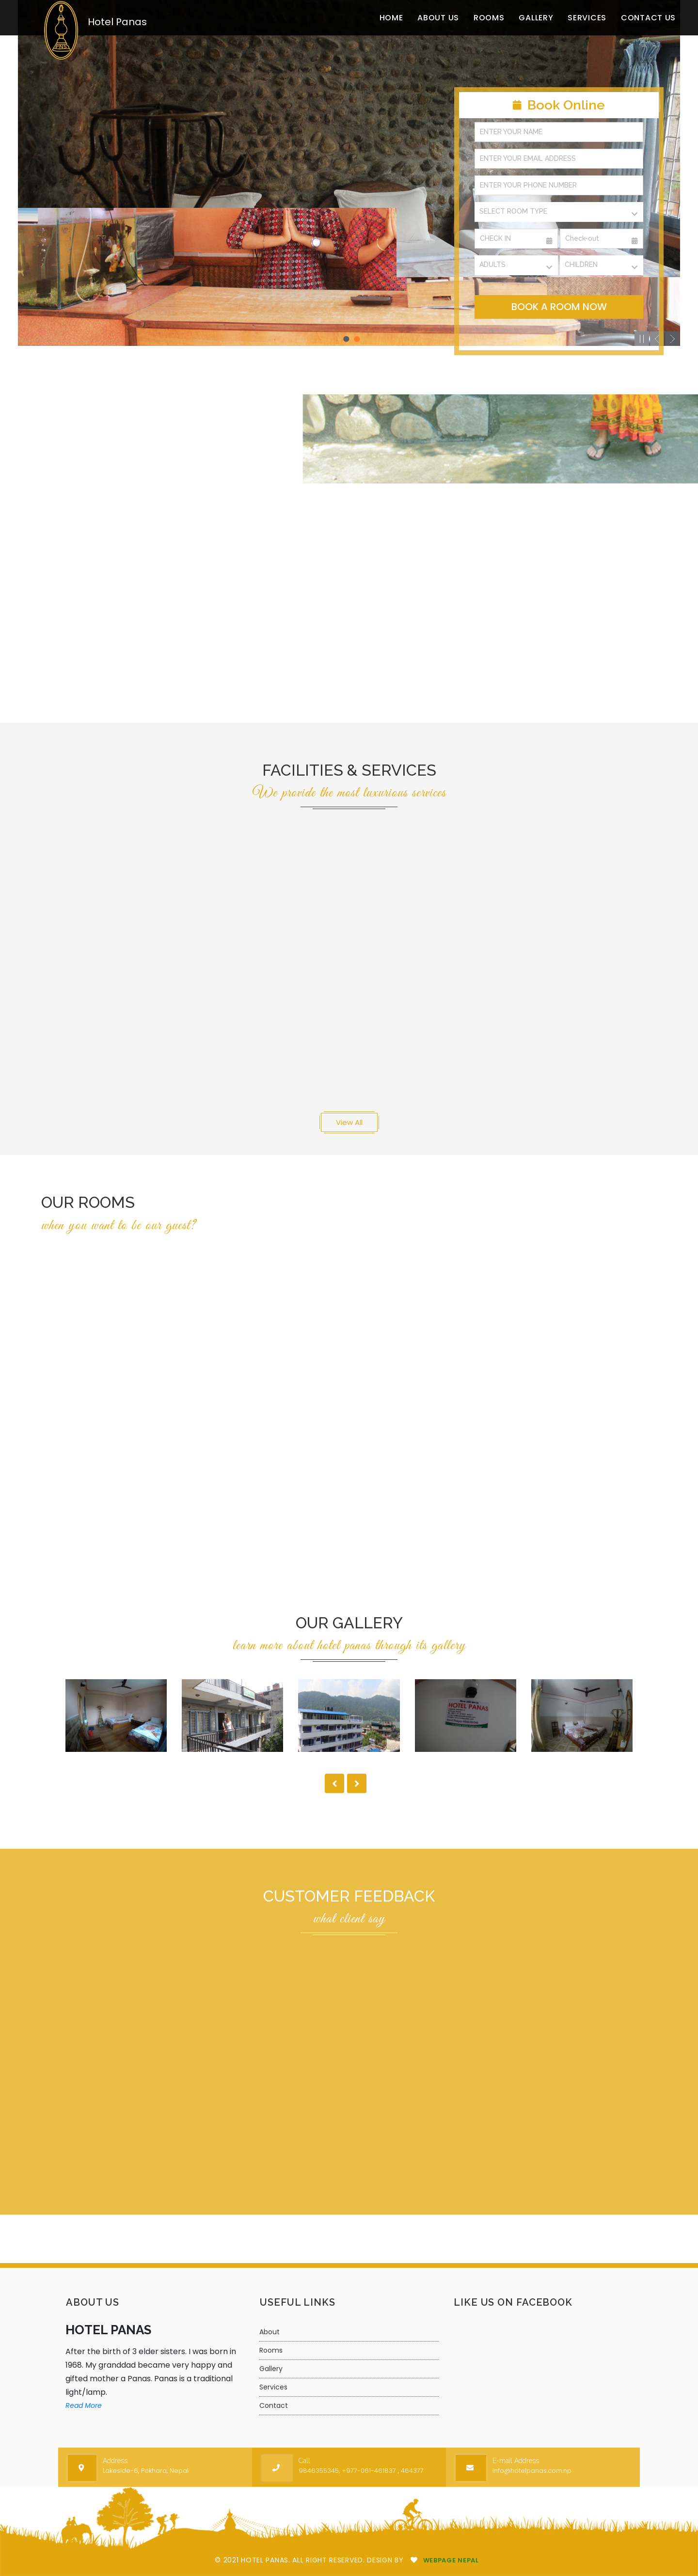 Hotel Panas
HOME ABOUT US ROOMS GALLERY SERVICES CONTACT US
Book Online
ENTER YOUR NAME
ENTER YOUR EMAIL ADDRESS
ENTER YOUR PHONE NUMBER
SELECT ROOM TYPE
CHECK IN Check-out
ADULTS CHILDREN
BOOK A ROOM NOW
FACILITIES & SERVICES
We provide the most luxurious services
View All
OUR ROOMS
when you want to be our guest?
OUR GALLERY
learn more about hotel panas through its gallery
HOTEL PANAS
CUSTOMER FEEDBACK
what client say
ABOUT US
HOTEL PANAS
After the birth of 3 elder sisters. I was born in
1968. My granddad became very happy and
gifted mother a Panas. Panas is a traditional
light/lamp.
Read More
USEFUL LINKS
About
Rooms
Gallery
Services
Contact
LIKE US ON FACEBOOK
Address
Lakeside-6, Pokhara, Nepal
Call
9846355345, +977-061-461837 , 464377
E-mail Address
info@hotelpanas.com.np
© 2021 HOTEL PANAS. ALL RIGHT RESERVED. DESIGN BY WEBPAGE NEPAL